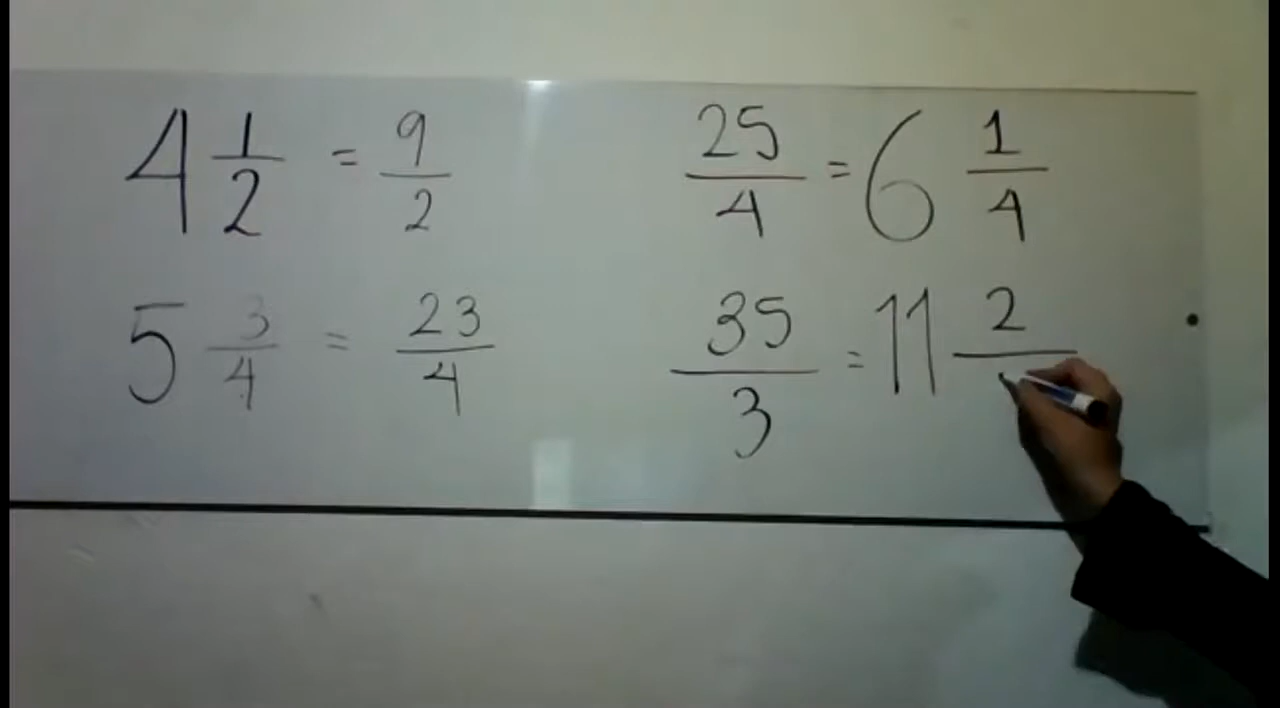 4 1/2 = 9/2
25/4 = 6 1/4
5 3/4 = 23/4
35/3 = 11 2/